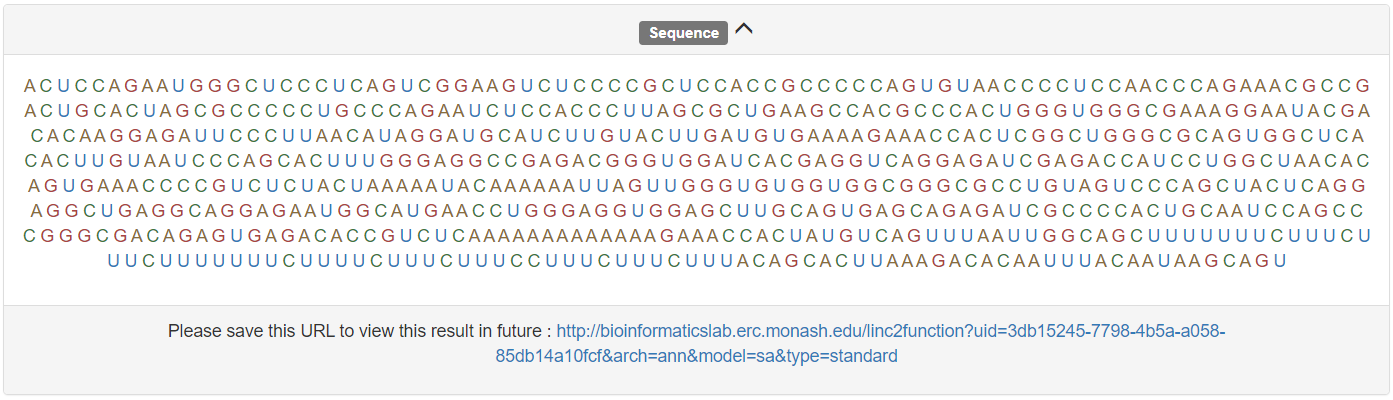 Sequence
ACUCCAGAAUGGGCUCCCUCAGUCGGAAGUCUCCCCGCUCCACCGCCCCCAGUGUAACCCCUCCAACCCAGAAACGCCG
ACUGCACUAGCGCCCCCUGCCCAGAAUCUCCACCCUUAGCGCUGAAGCCACGCCCACUGGGUGGGCGAAAGGAAUACGA
CACAAGGAGAUUCCCUUAACAUAGGAUGCAUCUUGUACUUGAUGUGAAAAGAAACCACUCGGCUGGGCGCAGUGGCUCA
CACUUGUAAUCCCAGCACUUUGGGAGGCCGAGACGGGUGGAUCACGAGGUCAGGAGAUCGAGACCAUCCUGGCUAACAC
AGUGAAACCCCGUCUCUACUAAAAAUACAAAAAAUUAGUUGGGUGUGGUGGCGGGCGCCUGUAGUCCCAGCUACUCAGG
AGGCUGAGGCAGGAGAAUGGCAUGAACCUGGGAGGUGGAGCUUGCAGUGAGCAGAGAUCGCCCCACUGCAAUCCAGCC
CGGGCGACAGAGUGAGACACCGUCUCAAAAAAAAAAAAAGAAACCACUAUGUCAGUUUAAUUGGCAGCUUUUUUUCUUUCU
UUCUUUUUUUCUUUUCUUUCUUUCCUUUCUUUCUUUACAGCACUUAAAGACACAAUUUACAAUAAGCAGU
Please save this URL to view this result in future : http://bioinformaticslab.erc.monash.edu/linc2function?uid=3db15245-7798-4b5a-a058-
85db14a10fcf&arch=ann&model=sa&type=standard